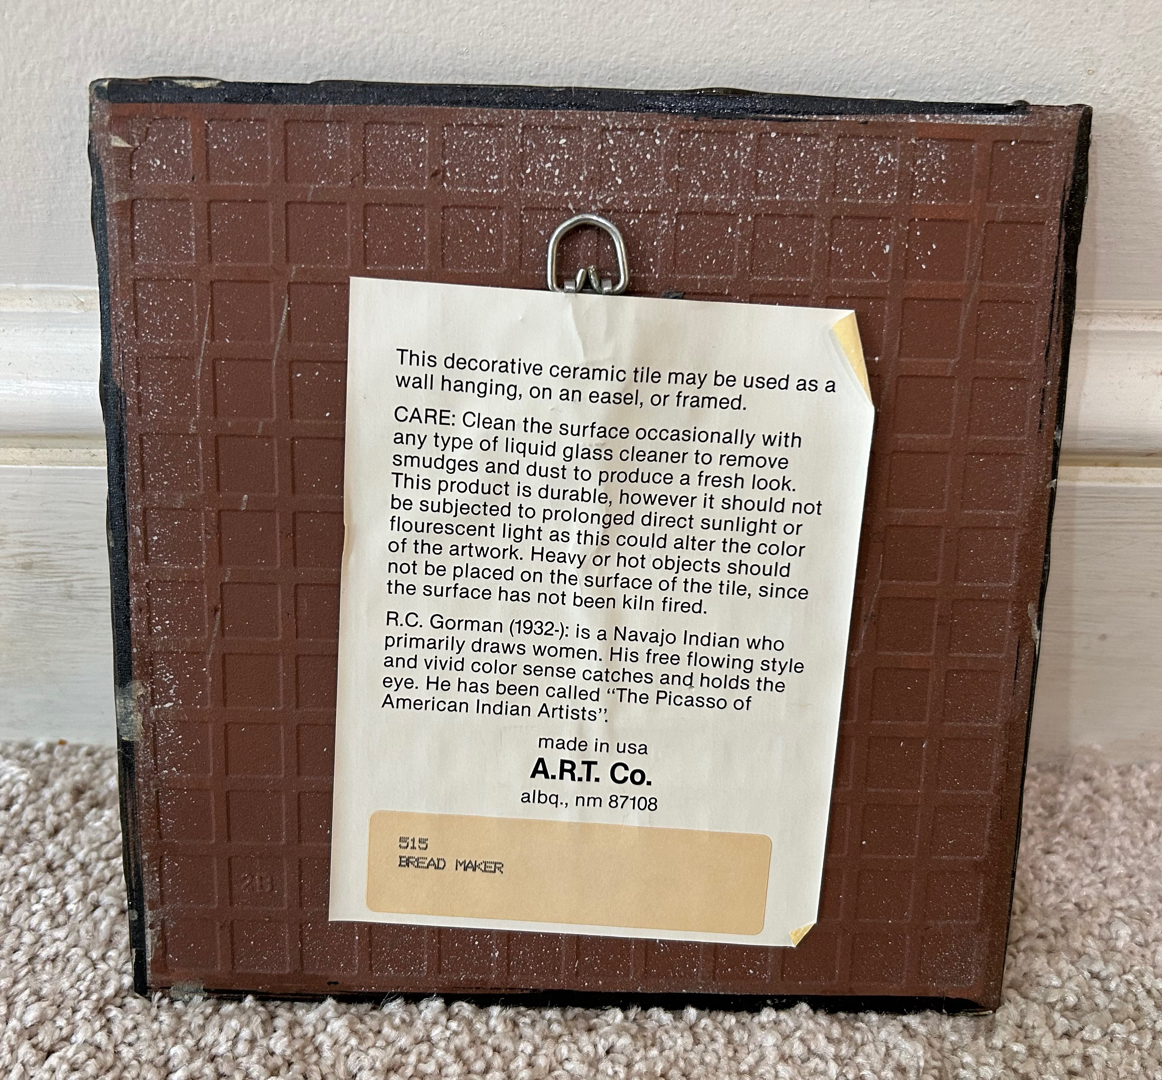 This decorative ceramic tile may be used as a
wall hanging, on an easel, or framed.
CARE: Clean the surface occasionally with
any type of liquid glass cleaner to remove
smudges and dust to produce a fresh look.
This product is durable, however it should not
be subjected to prolonged direct sunlight or
flourescent light as this could alter the color
of the artwork. Heavy or hot objects should
not be placed on the surface of the tile, since
the surface has not been kiln fired.
R.C. Gorman (1932-): is a Navajo Indian who
primarily draws women. His free flowing style
and vivid color sense catches and holds the
eye. He has been called “The Picasso of
American Indian Artists”.
made in usa
A.R.T. Co.
albq., nm 87108
515
BREAD MAKER